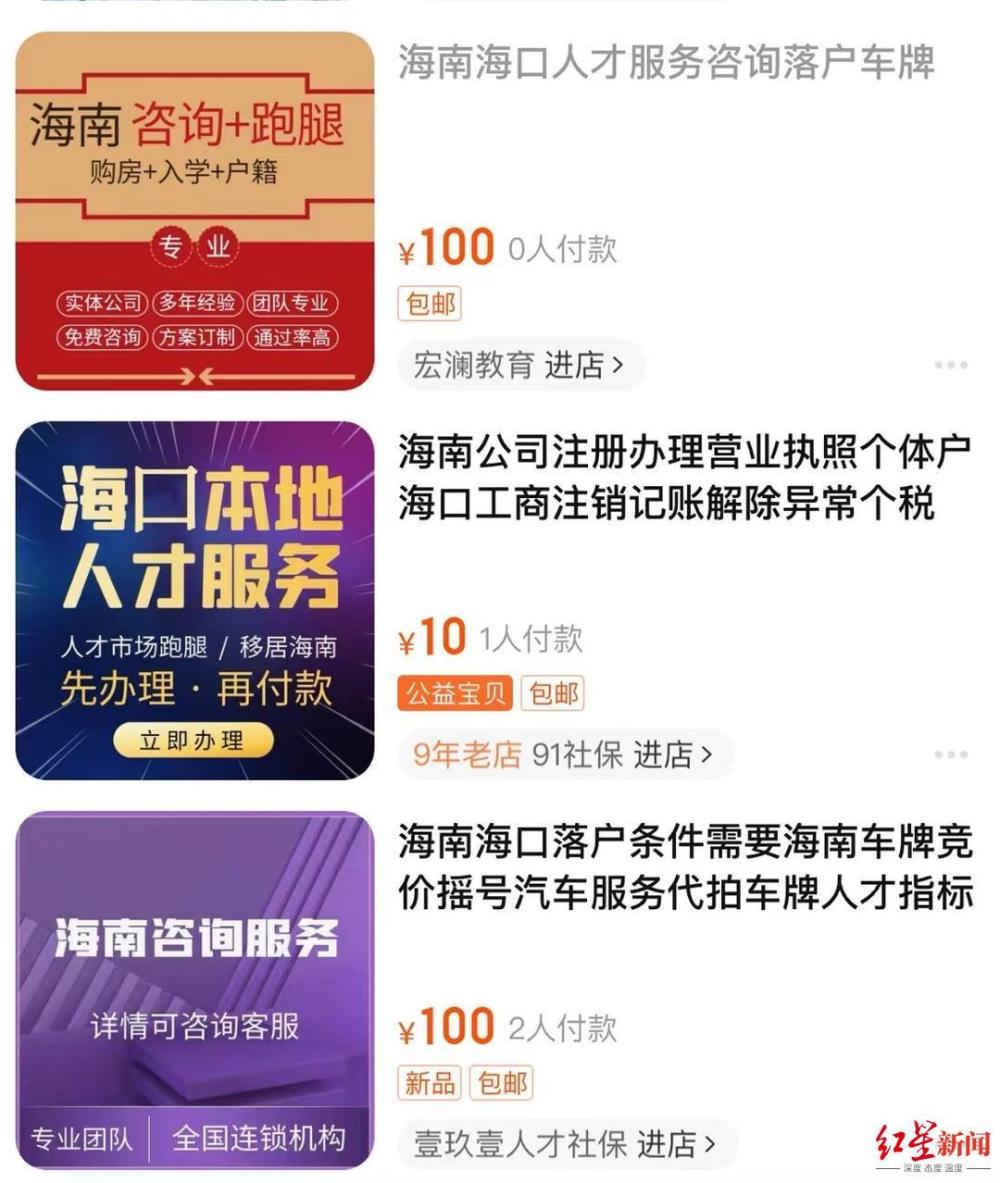 海南 咨询+跑腿
购房+入学+户籍
专业
实体公司 多年经验 团队专业
免费咨询 方案订制 通过率高
海南海口人才服务咨询落户车牌
¥100 0人付款
包邮
宏澜教育 进店>
海口本地
人才服务
人才市场跑腿 / 移居海南
先办理·再付款
立即办理
海南公司注册办理营业执照个体户
海口工商注销记账解除异常个税
¥10 1人付款
公益宝贝 包邮
9年老店 91社保 进店>
海南咨询服务
详情可咨询客服
专业团队 全国连锁机构
海南海口落户条件需要海南车牌竞
价摇号汽车服务代拍车牌人才指标
¥100 2人付款
新品 包邮
壹玖壹人才社保 进店>
红星新闻
深度 态度 温度